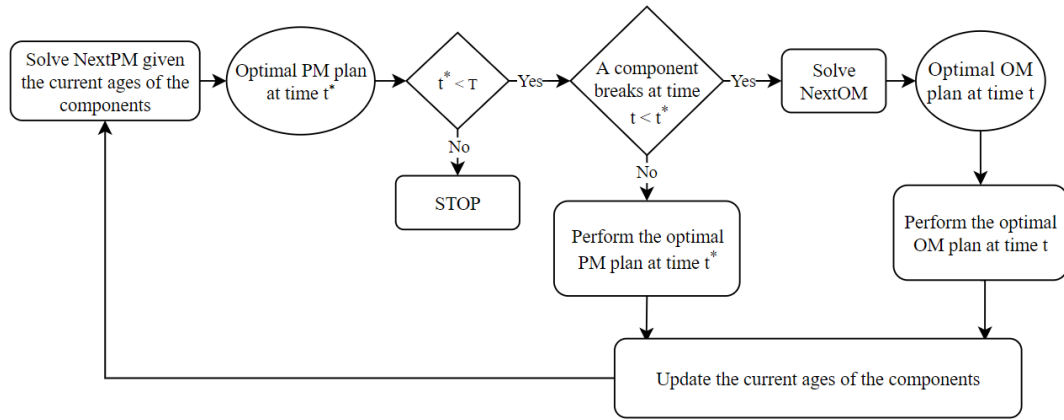 Solve NextPM given
the current ages of the
components
Optimal PM plan
at time t*
t* < T
Yes
A component
breaks at time
t < t*
Yes
Solve
NextOM
Optimal OM
plan at time t
No
STOP
No
Perform the optimal
PM plan at time t*
Perform the optimal
OM plan at time t
Update the current ages of the components